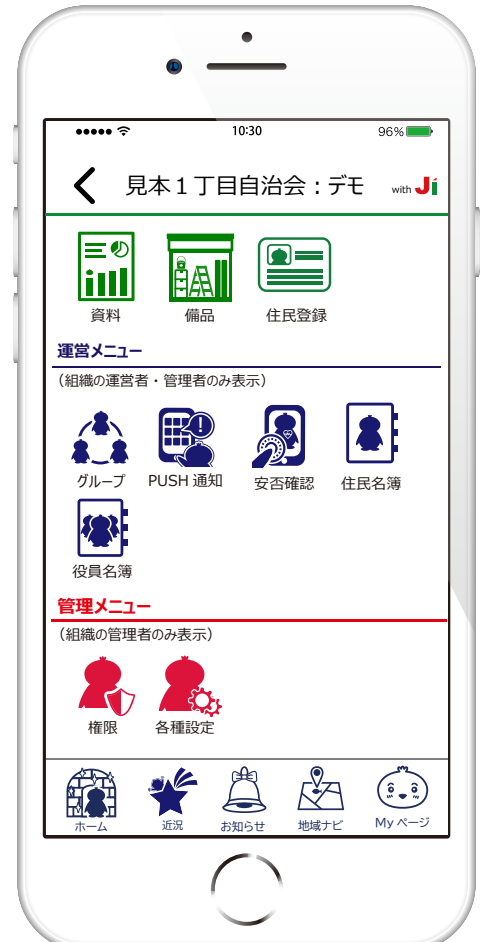 10:30
96%
見本１丁目自治会：デモ
with Jí
資料
備品
住民登録
運営メニュー
（組織の運営者・管理者のみ表示）
グループ
PUSH 通知
安否確認
住民名簿
役員名簿
管理メニュー
（組織の管理者のみ表示）
権限
各種設定
ホーム
近況
お知らせ
地域ナビ
My ページ